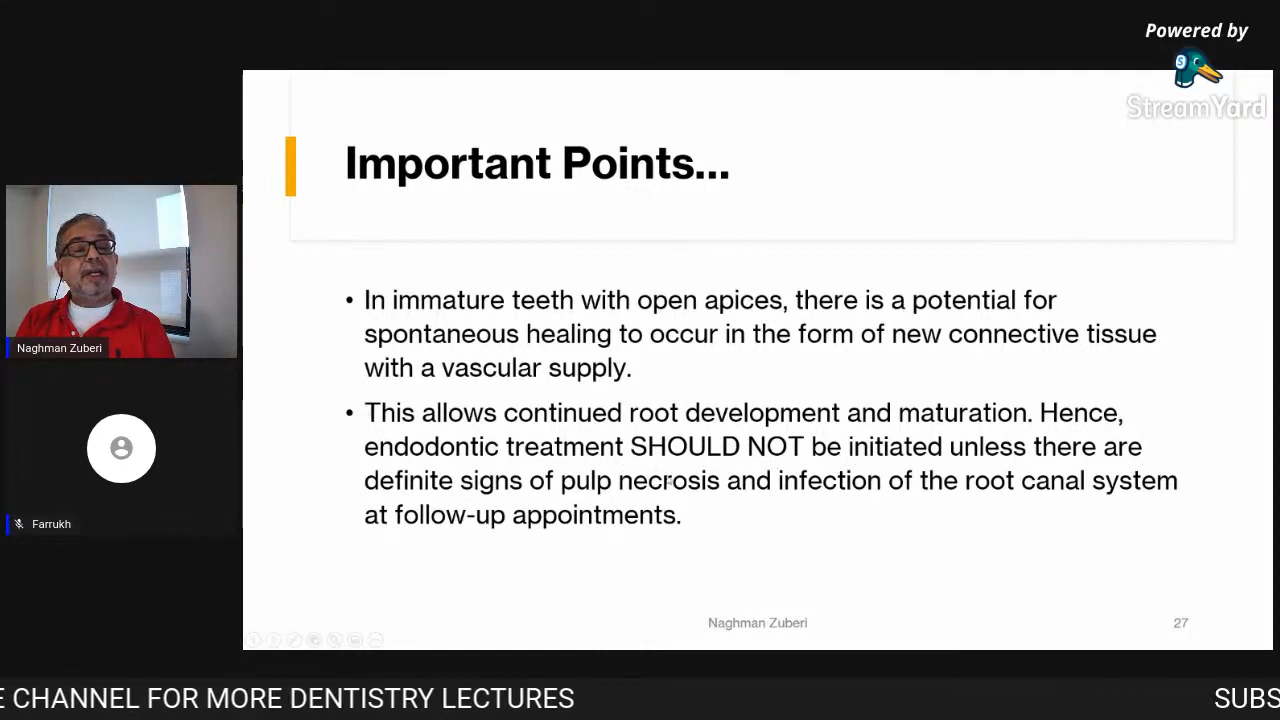 Powered by
StreamYard
Important Points...
• In immature teeth with open apices, there is a potential for
spontaneous healing to occur in the form of new connective tissue
with a vascular supply.
• This allows continued root development and maturation. Hence,
endodontic treatment SHOULD NOT be initiated unless there are
definite signs of pulp necrosis and infection of the root canal system
at follow-up appointments.
Naghman Zuberi
Farrukh
Naghman Zuberi
27
E CHANNEL FOR MORE DENTISTRY LECTURES
SUBS